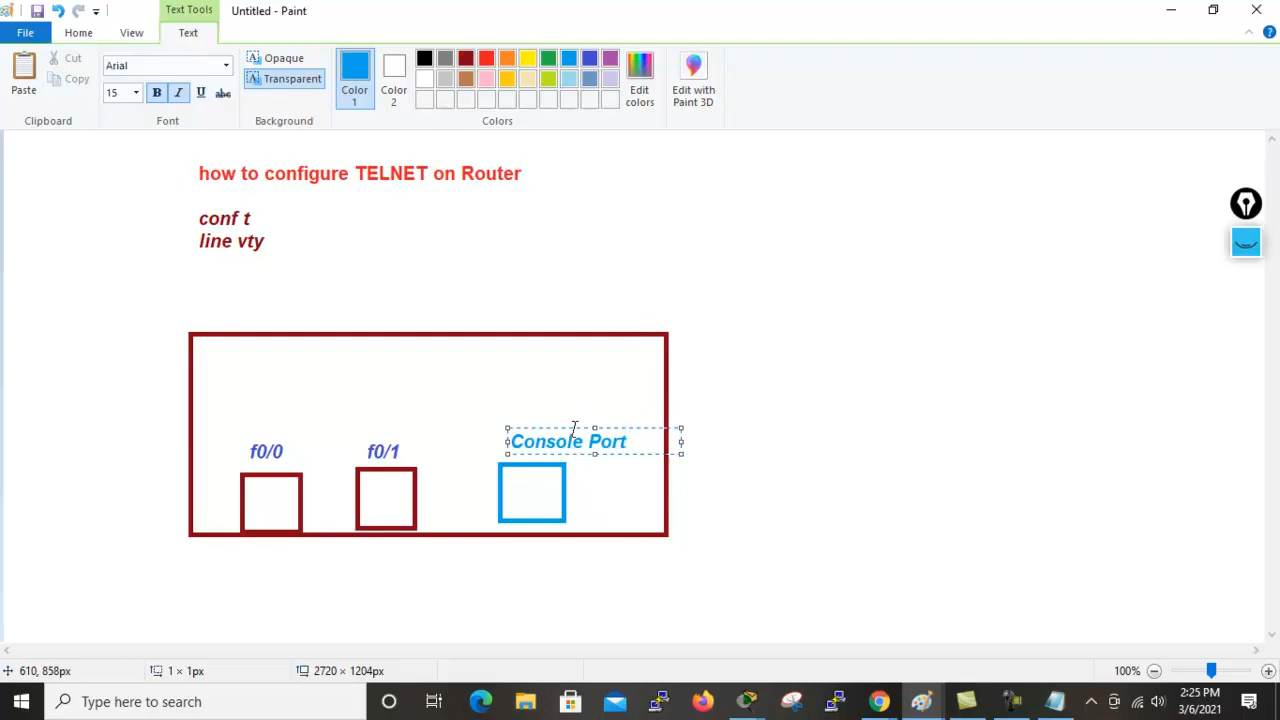 Text Tools
Untitled - Paint
File
Home
View
Text
Paste
Cut
Copy
Clipboard
Arial
15
B I U abc
Font
Opaque
Transparent
Background
Color 1
Color 2
Edit colors
Colors
Edit with Paint 3D
how to configure TELNET on Router
conf t
line vty
f0/0
f0/1
Console Port
610, 858px
1 × 1px
2720 × 1204px
100%
Type here to search
2:25 PM
3/6/2021